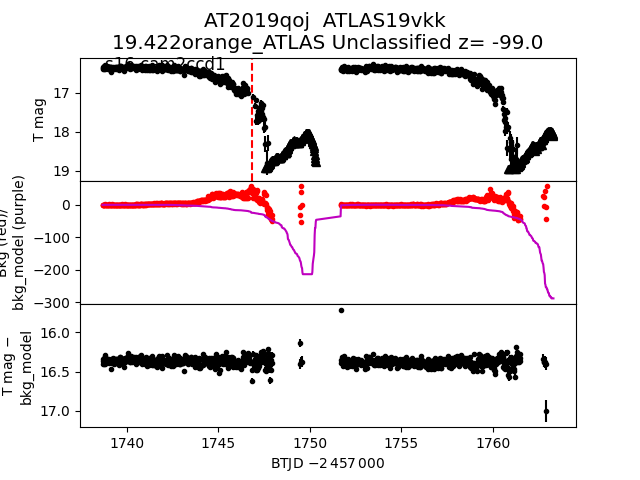 AT2019qoj ATLAS19vkk
19.422orange_ATLAS Unclassified z= -99.0
s16 cam2ccd1
T mag
17
18
19
Bkg (red)/
bkg_model (purple)
0
−100
−200
−300
T mag −
bkg_model
16.0
16.5
17.0
1740
1745
1750
1755
1760
BTJD −2 457 000